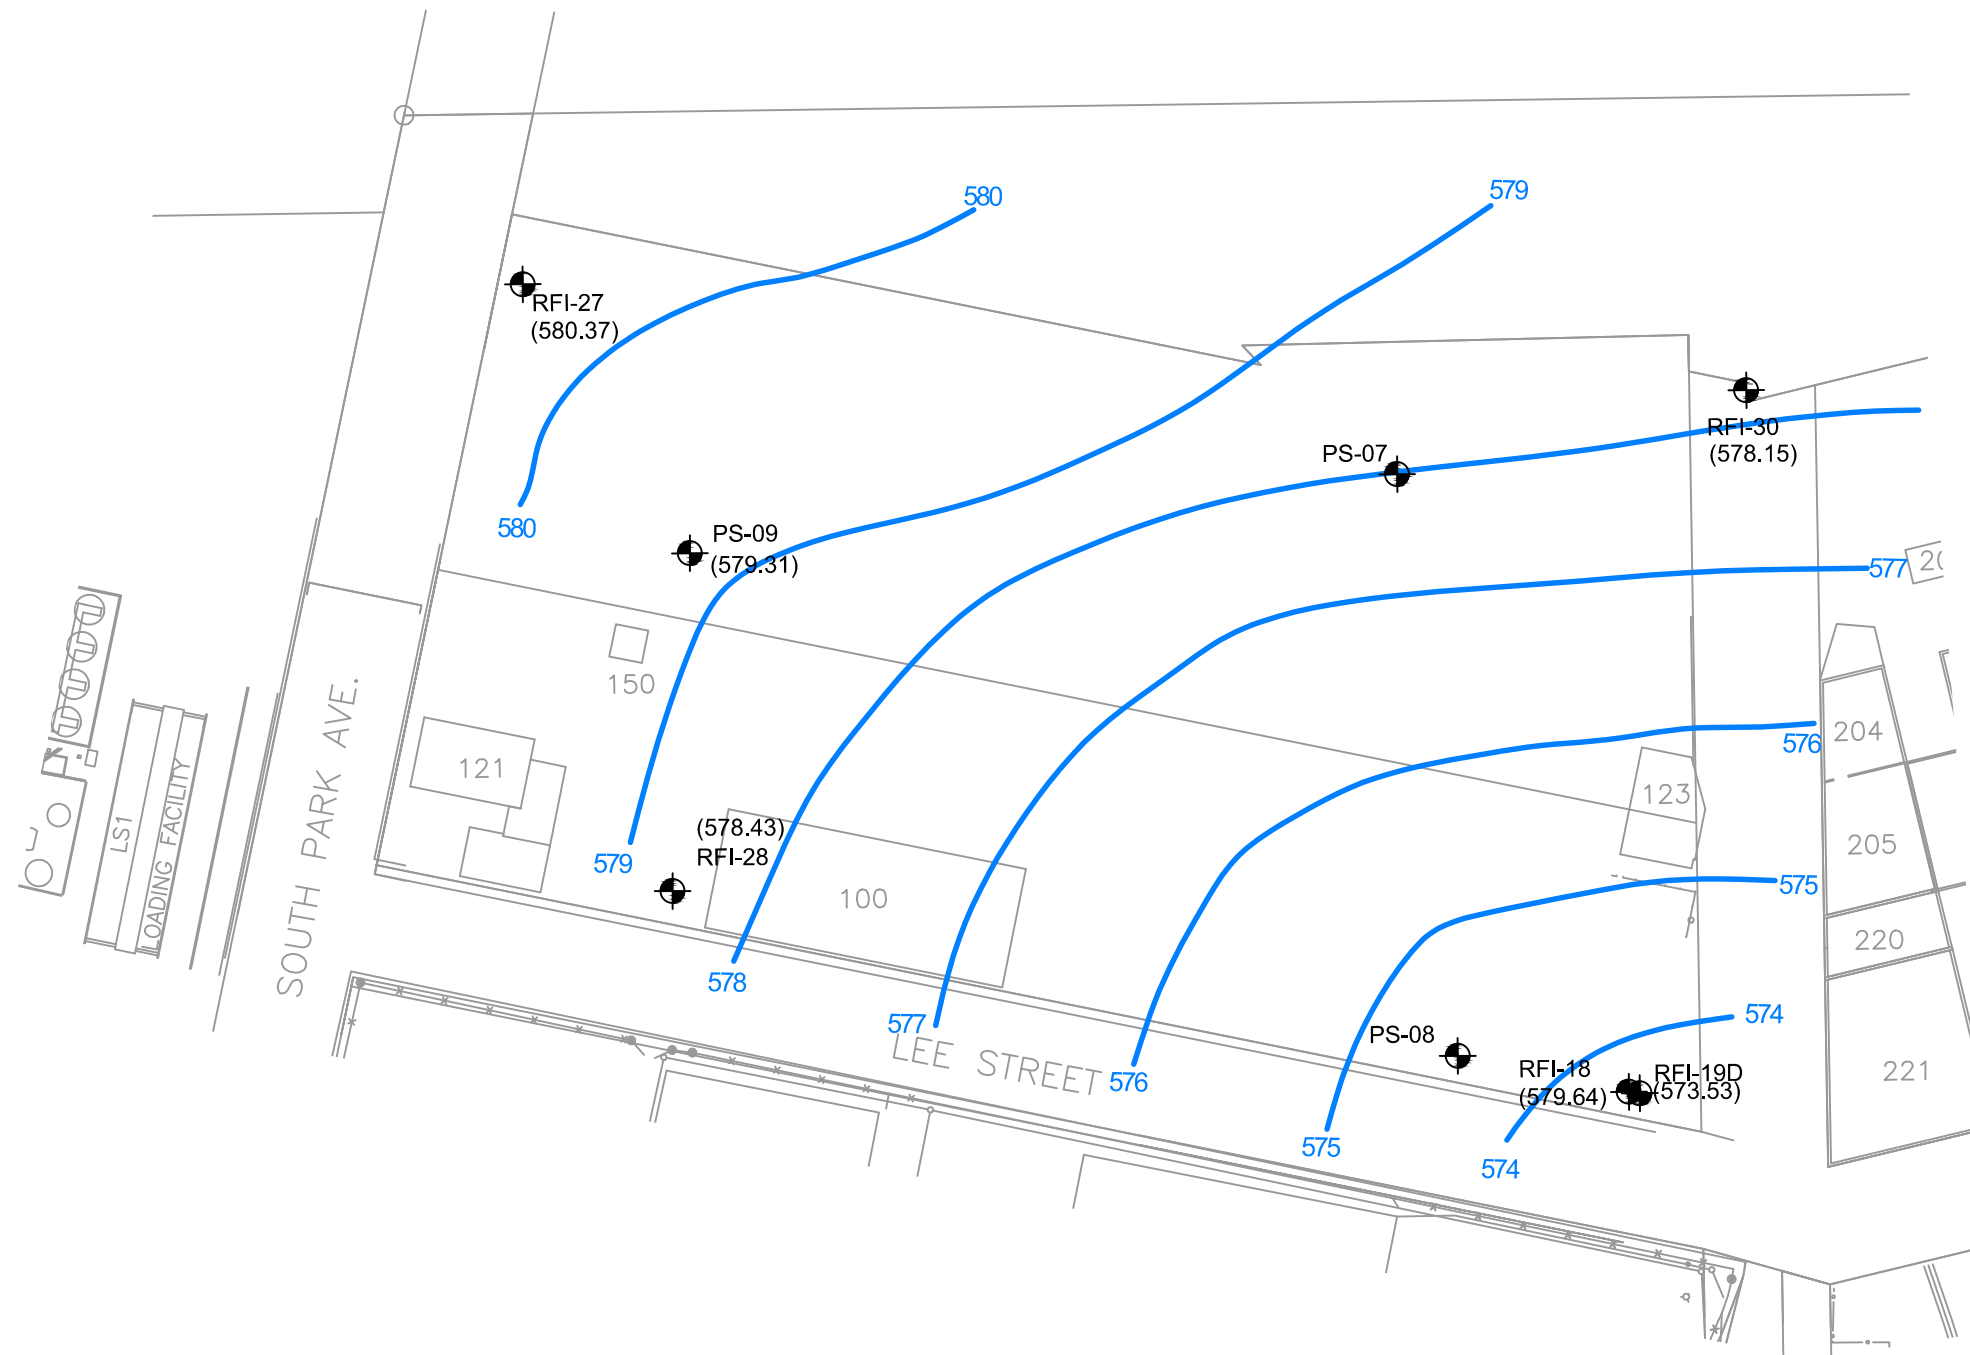 580
579
RFI-27
(580.37)
RFI-30
(578.15)
PS-07
580
PS-09
(579.31)
577
150
204
576
121
123
SOUTH PARK AVE.
LS1
LOADING FACILITY
(578.43)
RFI-28
205
579
100
575
220
578
577
LEE STREET
574
PS-08
RFI-18
(579.64)
RFI-19D
(573.53)
221
576
575
574